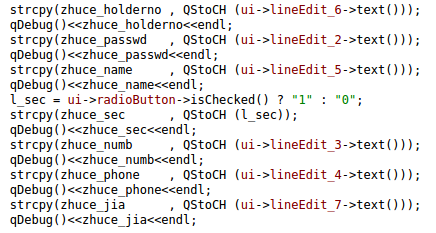 strcpy(zhuce_holderno , QStoCH (ui->lineEdit_6->text()));
qDebug()<<zhuce_holderno<<endl;
strcpy(zhuce_passwd   , QStoCH (ui->lineEdit_2->text()));
qDebug()<<zhuce_passwd<<endl;
strcpy(zhuce_name     , QStoCH (ui->lineEdit_5->text()));
qDebug()<<zhuce_name<<endl;
l_sec = ui->radioButton->isChecked() ? "1" : "0";
strcpy(zhuce_sec      , QStoCH (l_sec));
qDebug()<<zhuce_sec<<endl;
strcpy(zhuce_numb     , QStoCH (ui->lineEdit_3->text()));
qDebug()<<zhuce_numb<<endl;
strcpy(zhuce_phone    , QStoCH (ui->lineEdit_4->text()));
qDebug()<<zhuce_phone<<endl;
strcpy(zhuce_jia      , QStoCH (ui->lineEdit_7->text()));
qDebug()<<zhuce_jia<<endl;